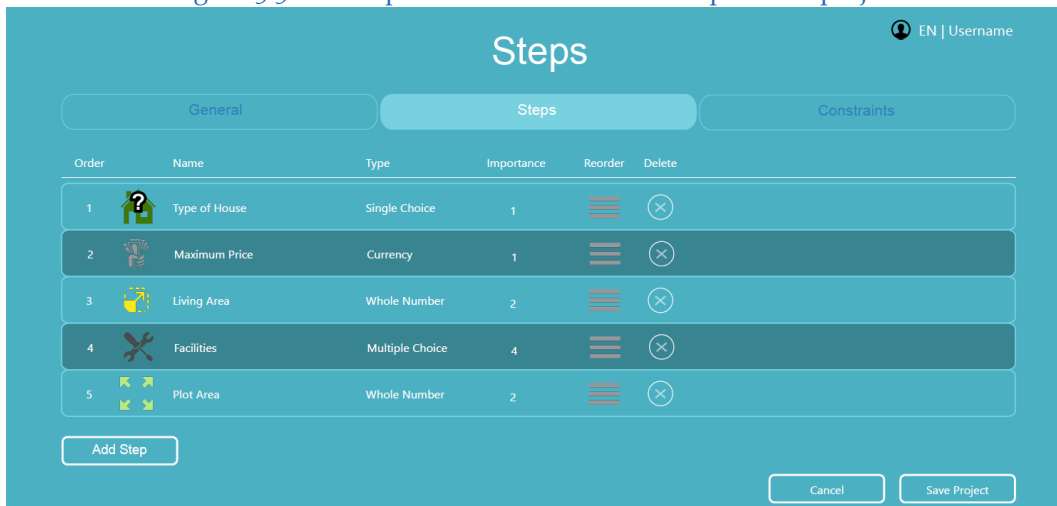 EN | Username
Steps
General Steps Constraints
Order Name Type Importance Reorder Delete
1 ? Type of House Single Choice 1
2 Maximum Price Currency 1
3 Living Area Whole Number 2
4 Facilities Multiple Choice 4
5 Plot Area Whole Number 2
Add Step
Cancel Save Project